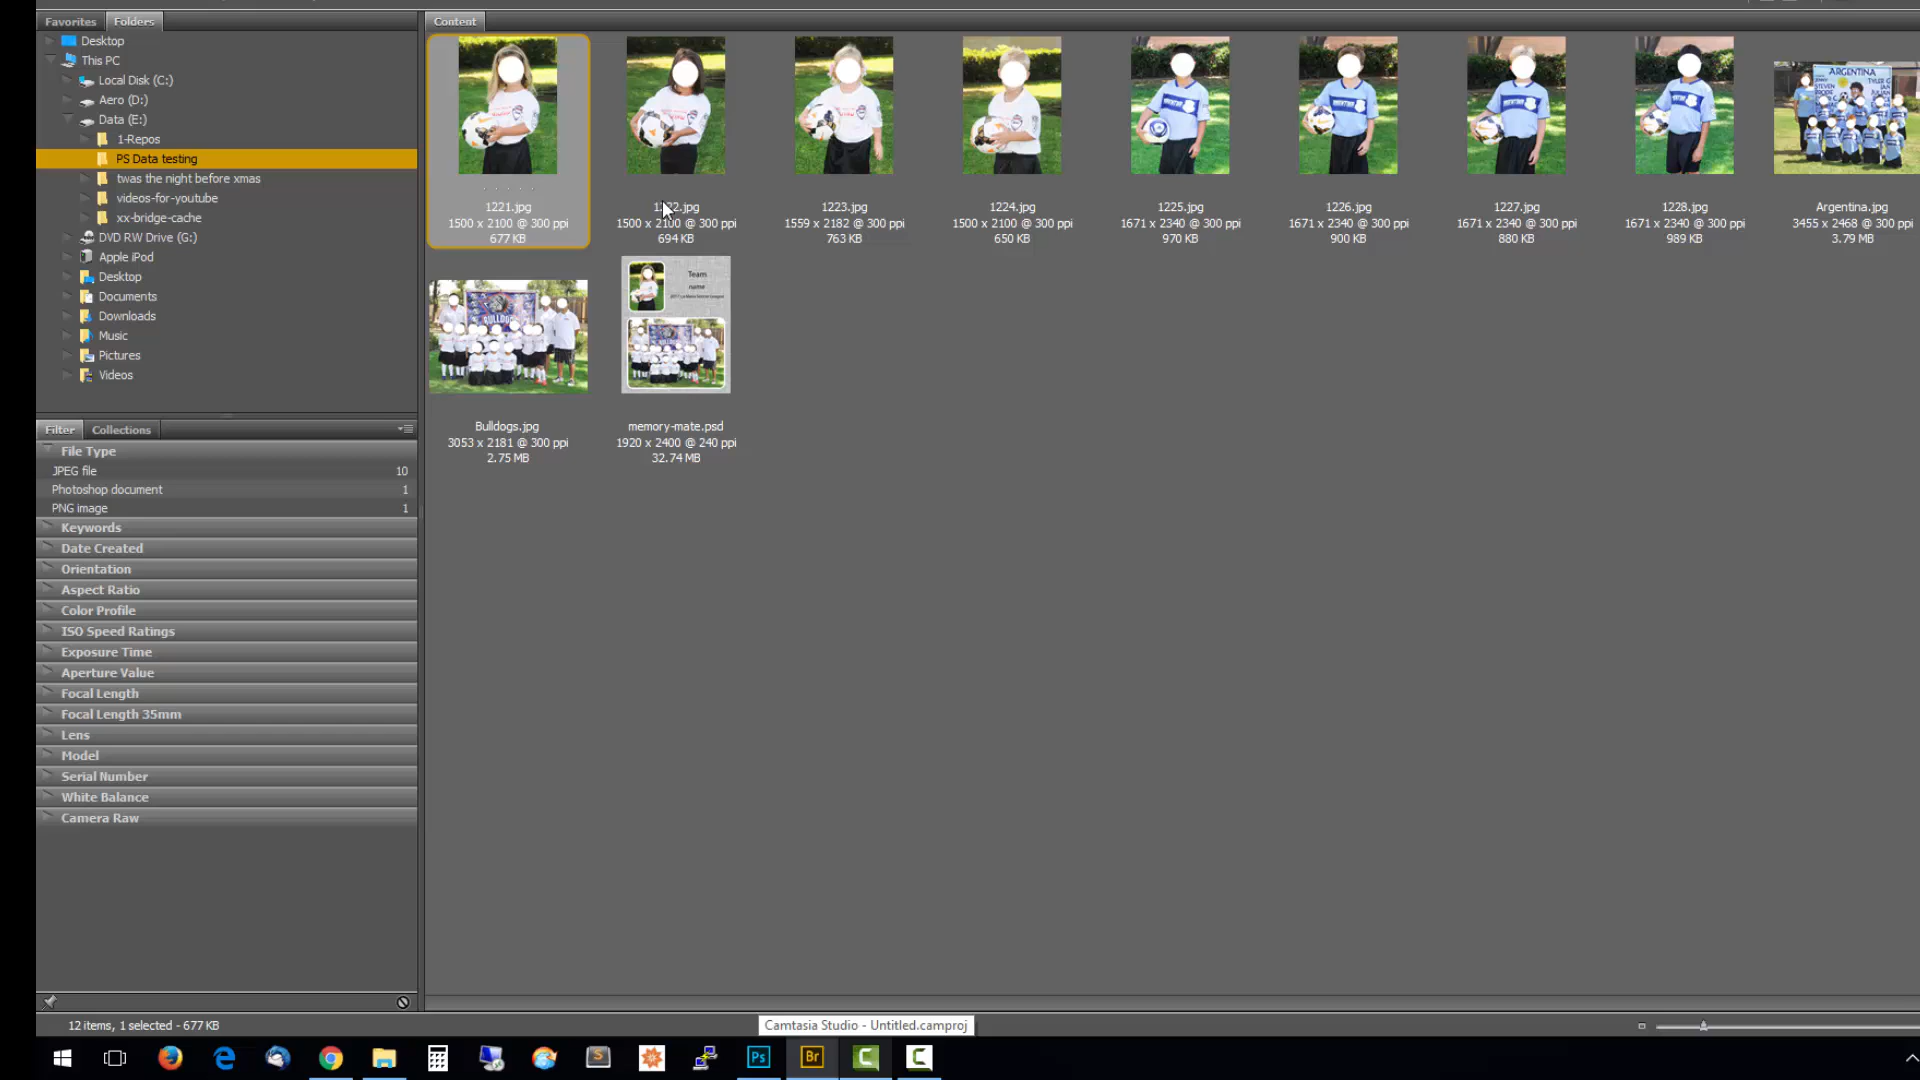 Favorites
Folders
Content
Desktop
This PC
Local Disk (C:)
Aero (D:)
Data (E:)
1-Repos
PS Data testing
twas the night before xmas
videos-for-youtube
xx-bridge-cache
DVD RW Drive (G:)
Apple iPod
Desktop
Documents
Downloads
Music
Pictures
Videos
Filter
Collections
File Type
JPEG file 10
Photoshop document 1
PNG image 1
Keywords
Date Created
Orientation
Aspect Ratio
Color Profile
ISO Speed Ratings
Exposure Time
Aperture Value
Focal Length
Focal Length 35mm
Lens
Model
Serial Number
White Balance
Camera Raw
1221.jpg
1500 x 2100 @ 300 ppi
677 KB
1222.jpg
1500 x 2100 @ 300 ppi
694 KB
1223.jpg
1559 x 2182 @ 300 ppi
763 KB
1224.jpg
1500 x 2100 @ 300 ppi
650 KB
1225.jpg
1671 x 2340 @ 300 ppi
970 KB
1226.jpg
1671 x 2340 @ 300 ppi
900 KB
1227.jpg
1671 x 2340 @ 300 ppi
880 KB
1228.jpg
1671 x 2340 @ 300 ppi
989 KB
ARGENTINA
Argentina.jpg
3455 x 2468 @ 300 ppi
3.79 MB
BULLDOGS
Bulldogs.jpg
3053 x 2181 @ 300 ppi
2.75 MB
Team
name
memory-mate.psd
1920 x 2400 @ 240 ppi
32.74 MB
12 items, 1 selected - 677 KB
Camtasia Studio - Untitled.camproj
Ps
Br